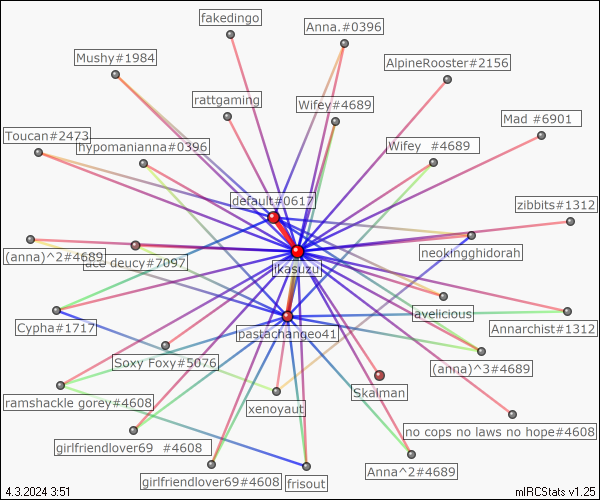 fakedingo
Anna.#0396
Mushy#1984
AlpineRooster#2156
rattgaming
Wifey#4689
Mad #6901
Toucan#2473
hypomanianna#0396
Wifey  #4689
default#0617
zibbits#1312
(anna)^2#4689
ace deucy#7097
neokingghidorah
ikasuzu
avelicious
Cypha#1717
pastachangeo41
Annarchist#1312
Soxy Foxy#5076
(anna)^3#4689
ramshackle gorey#4608
xenoyaut
Skalman
no cops no laws no hope#4608
girlfriendlover69  #4608
Anna^2#4689
girlfriendlover69#4608
frisout
4.3.2024 3:51
mIRCStats v1.25